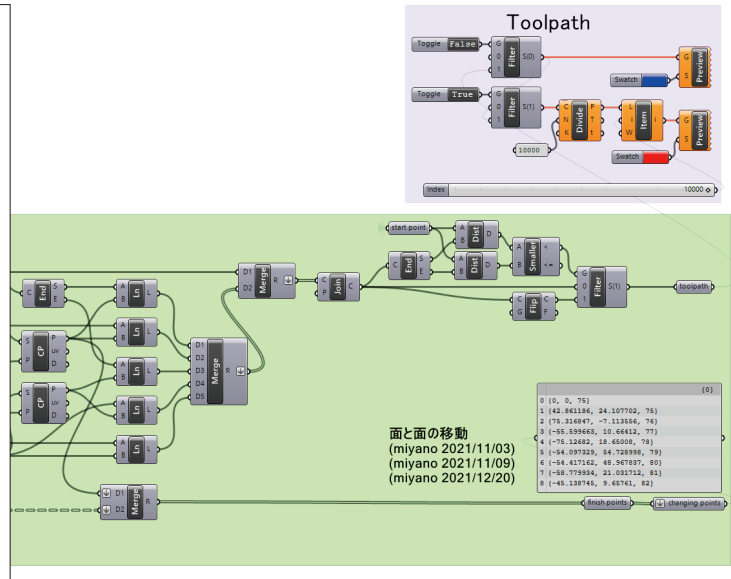 Toolpath
Toggle False
G
0
1
Filter
S(0)
G
S
Preview
Swatch
Toggle True
G
0
1
Filter
S(1)
C
N
K
Divide
P
T
t
L
i
W
Item
i
G
S
Preview
10000
Swatch
Index 10000
start point
A
B
Dist
D
C
End
S
E
A
B
Dist
D
A
B
Smaller
<
<=
G
0
1
Filter
S(1)
toolpath
D1
D2
Merge
R
C
P
Join
C
C
G
Flip
C
F
C
End
S
E
A
B
Ln
L
A
B
Ln
L
S
P
CP
P
uv
D
A
B
Ln
L
D1
D2
D3
D4
D5
Merge
R
S
P
CP
P
uv
D
A
B
Ln
L
A
B
Ln
L
{0}
0 {0, 0, 75}
1 {42.861186, 24.107702, 75}
2 {75.316847, -7.113556, 76}
3 {-55.599663, 10.66412, 77}
4 {-75.12682, 18.65008, 78}
5 {-54.097329, 54.728998, 79}
6 {-54.417162, 48.967837, 80}
7 {-58.779934, 21.031712, 81}
8 {-45.138745, 9.65761, 82}
面と面の移動
(miyano 2021/11/03)
(miyano 2021/11/09)
(miyano 2021/12/20)
D1
D2
Merge
R
finish points
changing points